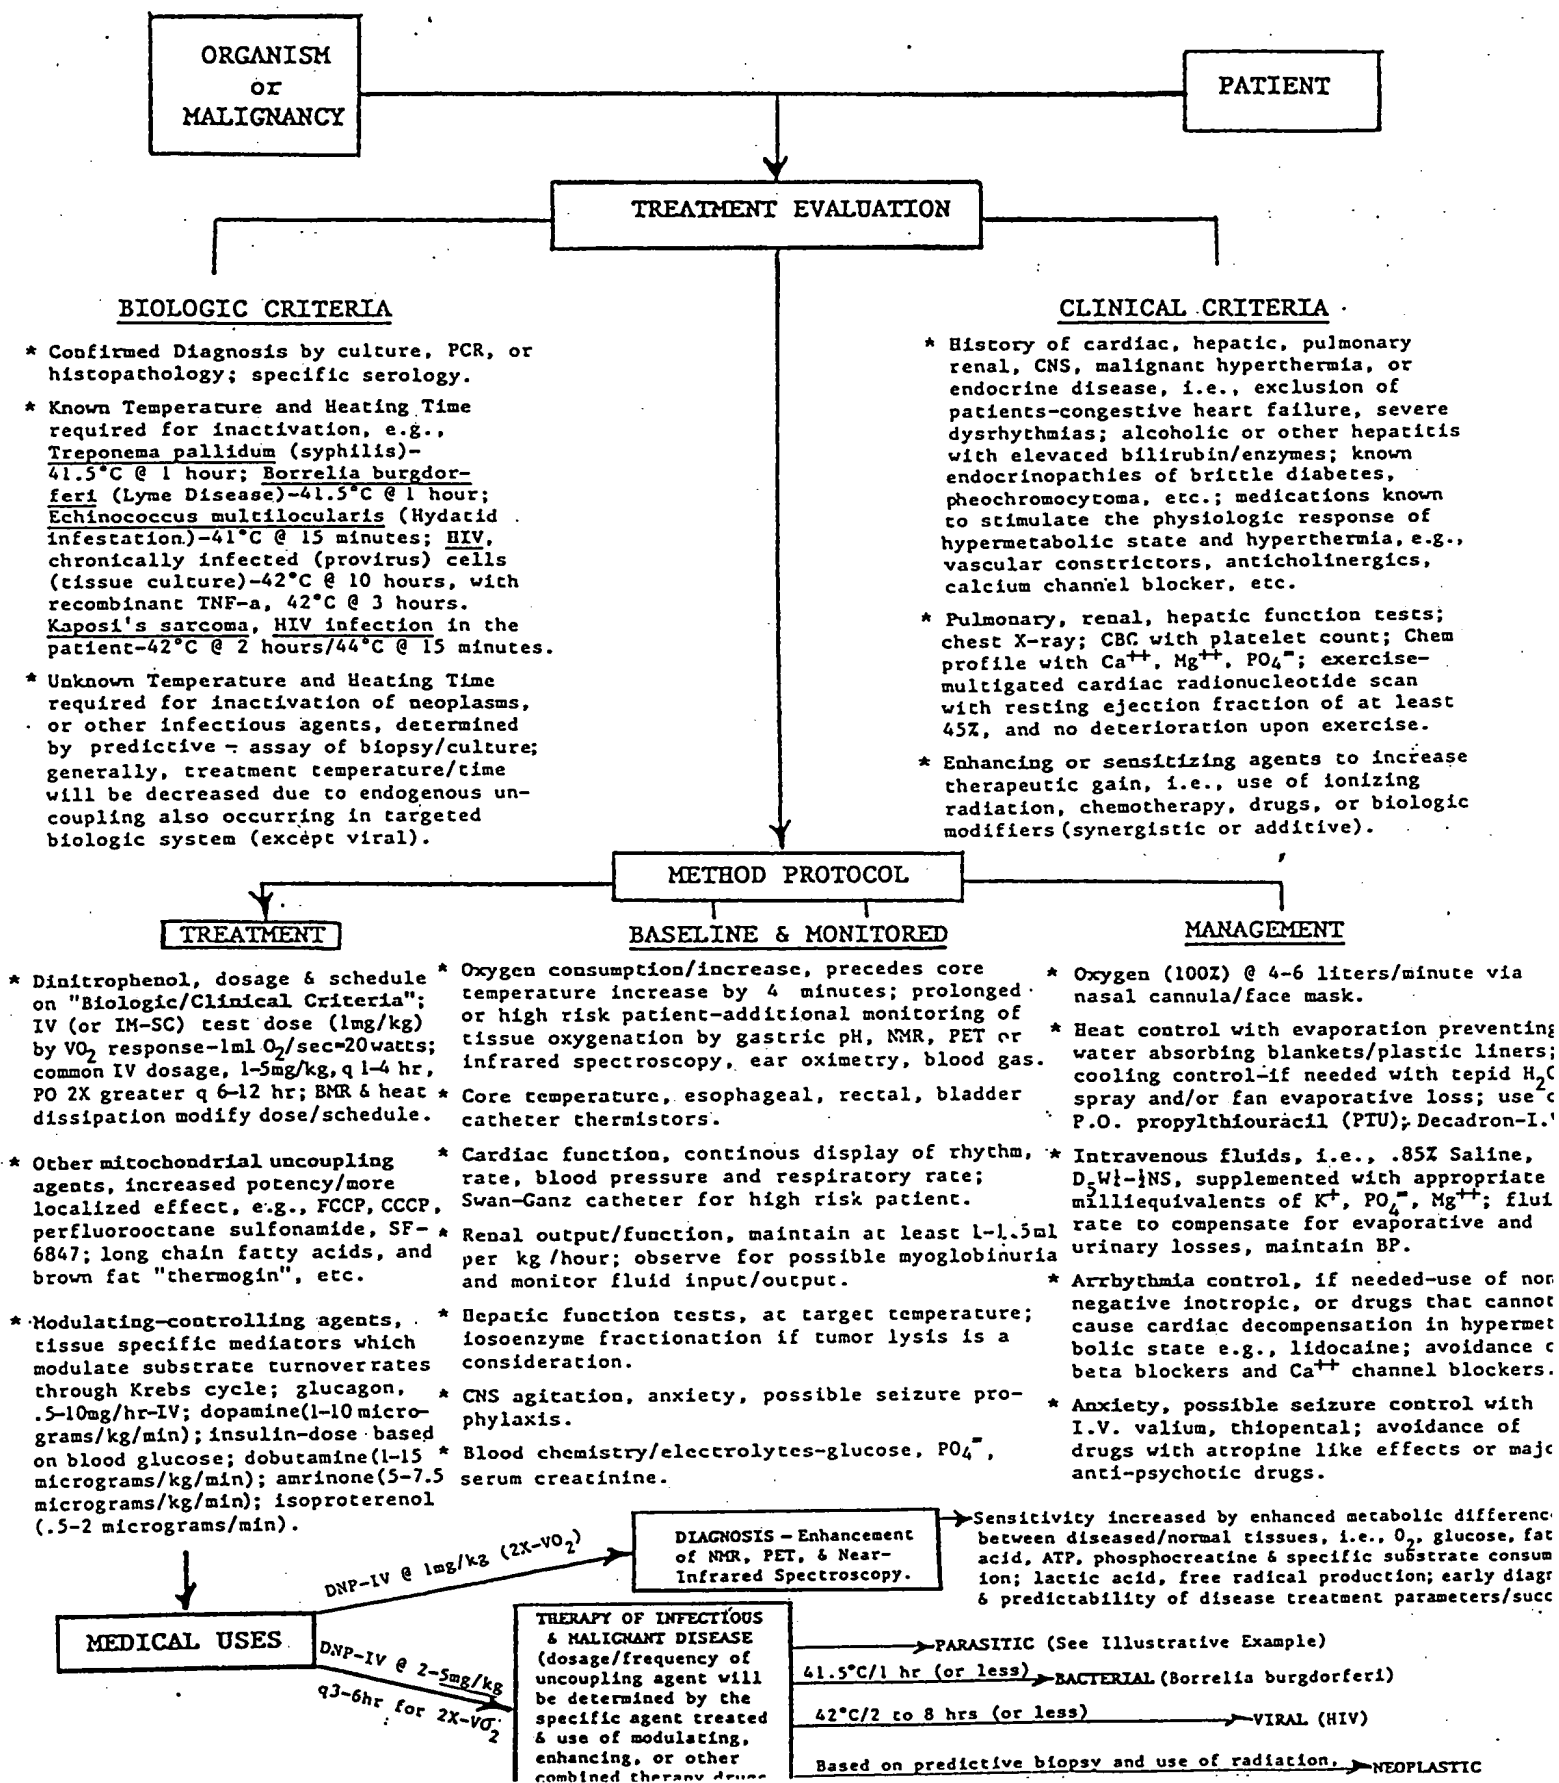 ORGANISM
or
MALIGNANCY
PATIENT
TREATMENT EVALUATION
BIOLOGIC CRITERIA
* Confirmed Diagnosis by culture, PCR, or
histopathology; specific serology.
* Known Temperature and Heating Time
required for inactivation, e.g.,
Treponema pallidum (syphilis)-
41.5°C @ 1 hour; Borrelia burgdor-
feri (Lyme Disease)-41.5°C @ 1 hour;
Echinococcus multilocularis (Hydatid
infestation)-41°C @ 15 minutes; HIV,
chronically infected (provirus) cells
(tissue culture)-42°C @ 10 hours, with
recombinant TNF-a, 42°C @ 3 hours.
Kaposi's sarcoma, HIV infection in the
patient-42°C @ 2 hours/44°C @ 15 minutes.
* Unknown Temperature and Heating Time
required for inactivation of neoplasms,
or other infectious agents, determined
by predictive - assay of biopsy/culture;
generally, treatment temperature/time
will be decreased due to endogenous un-
coupling also occurring in targeted
biologic system (except viral).
CLINICAL CRITERIA
* History of cardiac, hepatic, pulmonary
renal, CNS, malignant hyperthermia, or
endocrine disease, i.e., exclusion of
patients-congestive heart failure, severe
dysrhythmias; alcoholic or other hepatitis
with elevated bilirubin/enzymes; known
endocrinopathies of brittle diabetes,
pheochromocytoma, etc.; medications known
to stimulate the physiologic response of
hypermetabolic state and hyperthermia, e.g.,
vascular constrictors, anticholinergics,
calcium channel blocker, etc.
* Pulmonary, renal, hepatic function tests;
chest X-ray; CBC with platelet count; Chem
profile with Ca++, Mg++, PO4=; exercise-
multigated cardiac radionucleotide scan
with resting ejection fraction of at least
45%, and no deterioration upon exercise.
* Enhancing or sensitizing agents to increase
therapeutic gain, i.e., use of ionizing
radiation, chemotherapy, drugs, or biologic
modifiers (synergistic or additive).
METHOD PROTOCOL
TREATMENT
* Dinitrophenol, dosage & schedule
on "Biologic/Clinical Criteria";
IV (or IM-SC) test dose (1mg/kg)
by VO2 response-1ml O2/sec=20watts;
common IV dosage, 1-5mg/kg, q 1-4 hr,
PO 2X greater q 6-12 hr; BMR & heat
dissipation modify dose/schedule.
* Other mitochondrial uncoupling
agents, increased potency/more
localized effect, e.g., FCCP, CCCP,
perfluorooctane sulfonamide, SF-
6847; long chain fatty acids, and
brown fat "thermogin", etc.
* Modulating-controlling agents,
tissue specific mediators which
modulate substrate turnover rates
through Krebs cycle; glucagon,
.5-10mg/hr-IV; dopamine(1-10 micro-
grams/kg/min); insulin-dose based
on blood glucose; dobutamine(1-15
micrograms/kg/min); amrinone(5-7.5
micrograms/kg/min); isoproterenol
(.5-2 micrograms/min).
BASELINE & MONITORED
* Oxygen consumption/increase, precedes core
temperature increase by 4 minutes; prolonged
or high risk patient-additional monitoring of
tissue oxygenation by gastric pH, NMR, PET or
infrared spectroscopy, ear oximetry, blood gas.
* Core temperature, esophageal, rectal, bladder
catheter thermistors.
* Cardiac function, continous display of rhythm,
rate, blood pressure and respiratory rate;
Swan-Ganz catheter for high risk patient.
* Renal output/function, maintain at least 1-1.5ml
per kg/hour; observe for possible myoglobinuria
and monitor fluid input/output.
* Hepatic function tests, at target temperature;
iosoenzyme fractionation if tumor lysis is a
consideration.
* CNS agitation, anxiety, possible seizure pro-
phylaxis.
* Blood chemistry/electrolytes-glucose, PO4=,
serum creatinine.
MANAGEMENT
* Oxygen (100%) @ 4-6 liters/minute via
nasal cannula/face mask.
* Heat control with evaporation preventing
water absorbing blankets/plastic liners;
cooling control-if needed with tepid H2O
spray and/or fan evaporative loss; use
P.O. propylthiouracil (PTU); Decadron-I.
* Intravenous fluids, i.e., .85% Saline,
D5W½-½NS, supplemented with appropriate
milliequivalents of K+, PO4=, Mg++; flui
rate to compensate for evaporative and
urinary losses, maintain BP.
* Arrhythmia control, if needed-use of non
negative inotropic, or drugs that cannot
cause cardiac decompensation in hypermet
bolic state e.g., lidocaine; avoidance
beta blockers and Ca++ channel blockers.
* Anxiety, possible seizure control with
I.V. valium, thiopental; avoidance of
drugs with atropine like effects or majo
anti-psychotic drugs.
MEDICAL USES
DNP-IV @ 1mg/kg (2X-VO2)
DIAGNOSIS - Enhancement
of NMR, PET, & Near-
Infrared Spectroscopy.
Sensitivity increased by enhanced metabolic differenc
between diseased/normal tissues, i.e., O2, glucose, fat
acid, ATP, phosphocreatine & specific substrate consum
ion; lactic acid, free radical production; early diagn
& predictability of disease treatment parameters/succ
DNP-IV @ 2-5mg/kg
q3-6hr for 2X-VO2
THERAPY OF INFECTIOUS
& MALIGNANT DISEASE
(dosage/frequency of
uncoupling agent will
be determined by the
specific agent treated
& use of modulating,
enhancing, or other
combined therapy drugs
PARASITIC (See Illustrative Example)
41.5°C/1 hr (or less) BACTERIAL (Borrelia burgdorferi)
42°C/2 to 8 hrs (or less) VIRAL (HIV)
Based on predictive biopsy and use of radiation, NEOPLASTIC